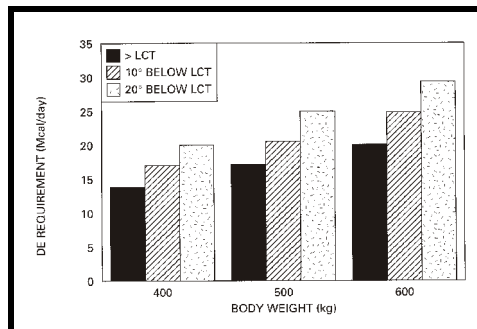 35
30
25
20
15
10
5
0
DE REQUIREMENT (Mcal/day)
> LCT
10° BELOW LCT
20° BELOW LCT
400 500 600
BODY WEIGHT (kg)